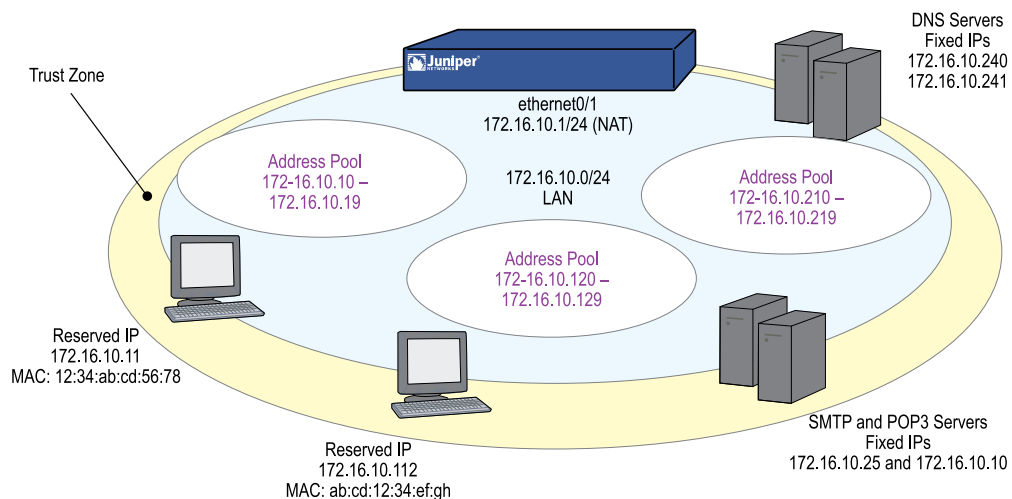 DNS Servers
Fixed IPs
172.16.10.240
172.16.10.241
Juniper®
NETWORKS
Trust Zone
ethernet0/1
172.16.10.1/24 (NAT)
Address Pool
172-16.10.10 –
172.16.10.19
172.16.10.0/24
LAN
Address Pool
172-16.10.210 –
172.16.10.219
Address Pool
172-16.10.120 –
172.16.10.129
Reserved IP
172.16.10.11
MAC: 12:34:ab:cd:56:78
Reserved IP
172.16.10.112
MAC: ab:cd:12:34:ef:gh
SMTP and POP3 Servers
Fixed IPs
172.16.10.25 and 172.16.10.10